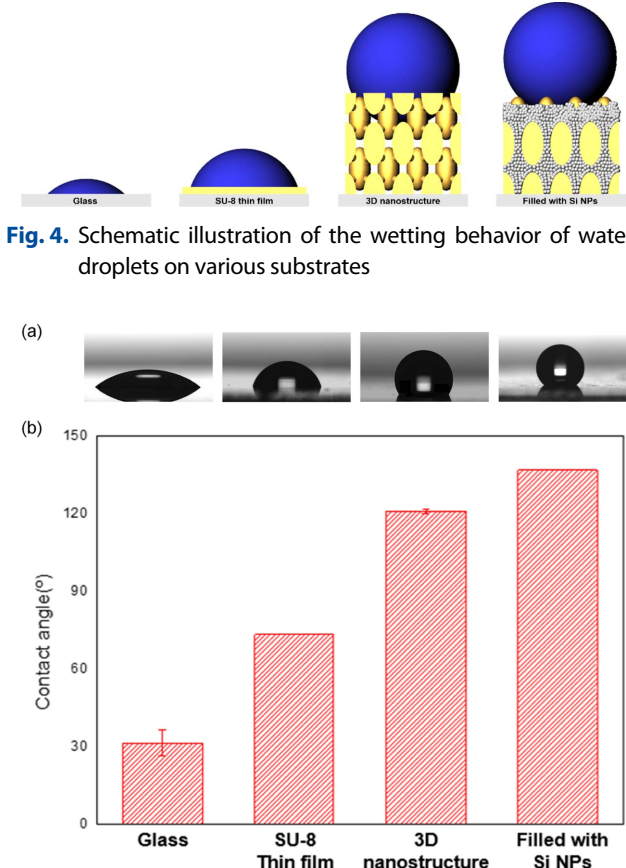 Glass
SU-8 thin film
3D nanostructure
Filled with Si NPs
Fig. 4. Schematic illustration of the wetting behavior of wate
droplets on various substrates
(a)
(b)
150
120
90
60
30
0
Contact angle(º)
Glass
SU-8
Thin film
3D
nanostructure
Filled with
Si NPs